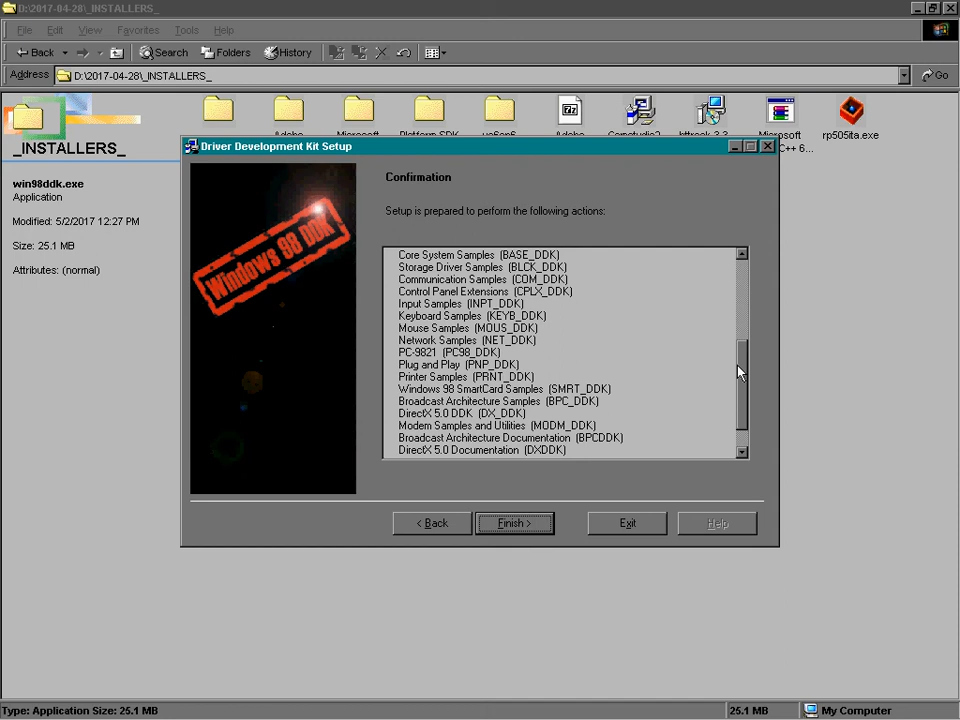 D:\2017-04-28\_INSTALLERS_
File Edit View Favorites Tools Help
Back Search Folders History
Address D:\2017-04-28\_INSTALLERS_ Go
_INSTALLERS_
win98ddk.exe
Application
Modified: 5/2/2017 12:27 PM
Size: 25.1 MB
Attributes: (normal)
Adobe Microsoft Platform SDK vs6sp6 Adobe Camstudio2 httrack-3.3 Microsoft rp505ita.exe
C++ 6...
Driver Development Kit Setup
Windows 98 DDK
Confirmation
Setup is prepared to perform the following actions:
Core System Samples (BASE_DDK)
Storage Driver Samples (BLCK_DDK)
Communication Samples (COM_DDK)
Control Panel Extensions (CPLX_DDK)
Input Samples (INPT_DDK)
Keyboard Samples (KEYB_DDK)
Mouse Samples (MOUS_DDK)
Network Samples (NET_DDK)
PC-9821 (PC98_DDK)
Plug and Play (PNP_DDK)
Printer Samples (PRNT_DDK)
Windows 98 SmartCard Samples (SMRT_DDK)
Broadcast Architecture Samples (BPC_DDK)
DirectX 5.0 DDK (DX_DDK)
Modem Samples and Utilities (MODM_DDK)
Broadcast Architecture Documentation (BPCDDK)
DirectX 5.0 Documentation (DXDDK)
< Back Finish > Exit Help
Type: Application Size: 25.1 MB 25.1 MB My Computer